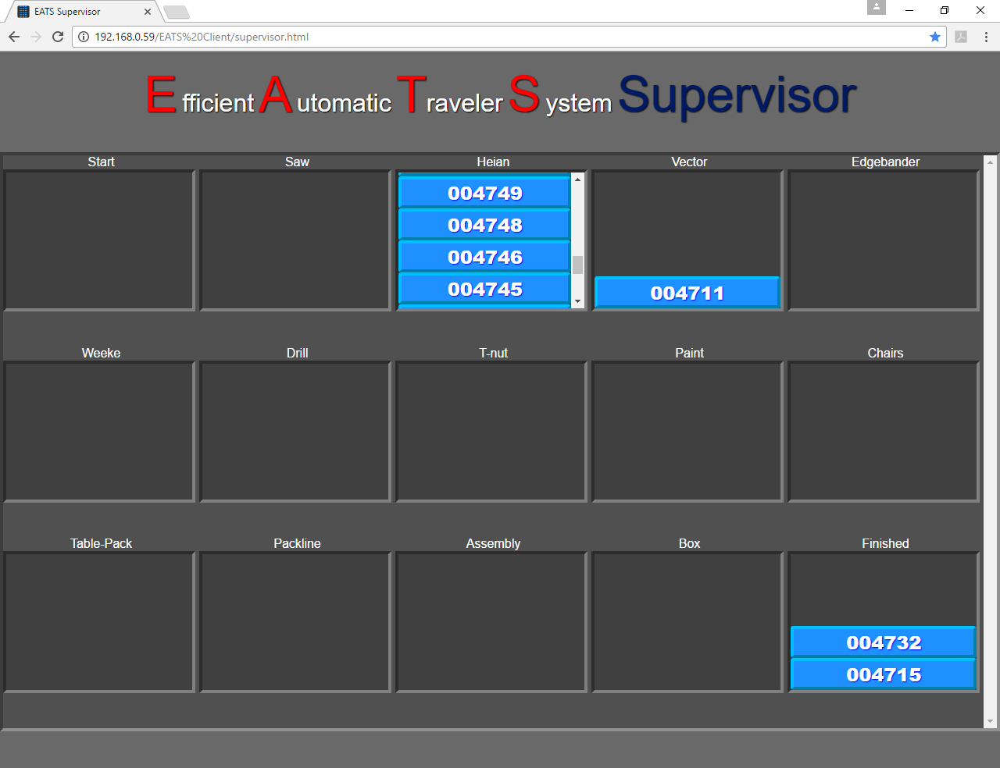 EATS Supervisor
192.168.0.59/EATS%20Client/supervisor.html
Efficient Automatic Traveler System Supervisor
Start Saw Heian Vector Edgebander
004749
004748
004746
004745
004711
Weeke Drill T-nut Paint Chairs
Table-Pack Packline Assembly Box Finished
004732
004715